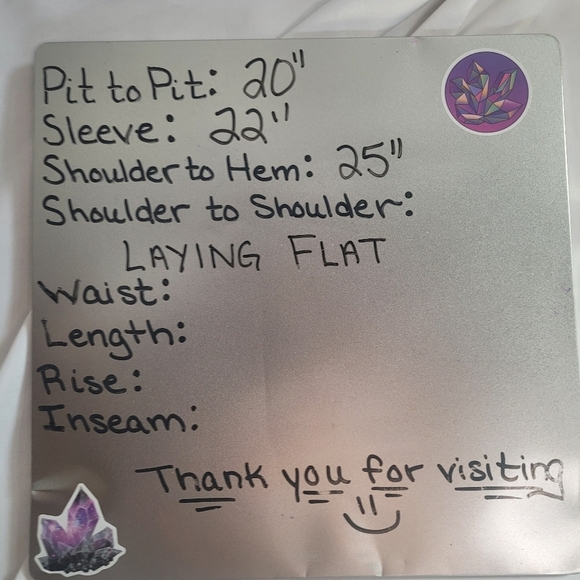 Pit to Pit: 20"
Sleeve: 22"
Shoulder to Hem: 25"
Shoulder to Shoulder:
LAYING FLAT
Waist:
Length:
Rise:
Inseam:
Thank you for visiting